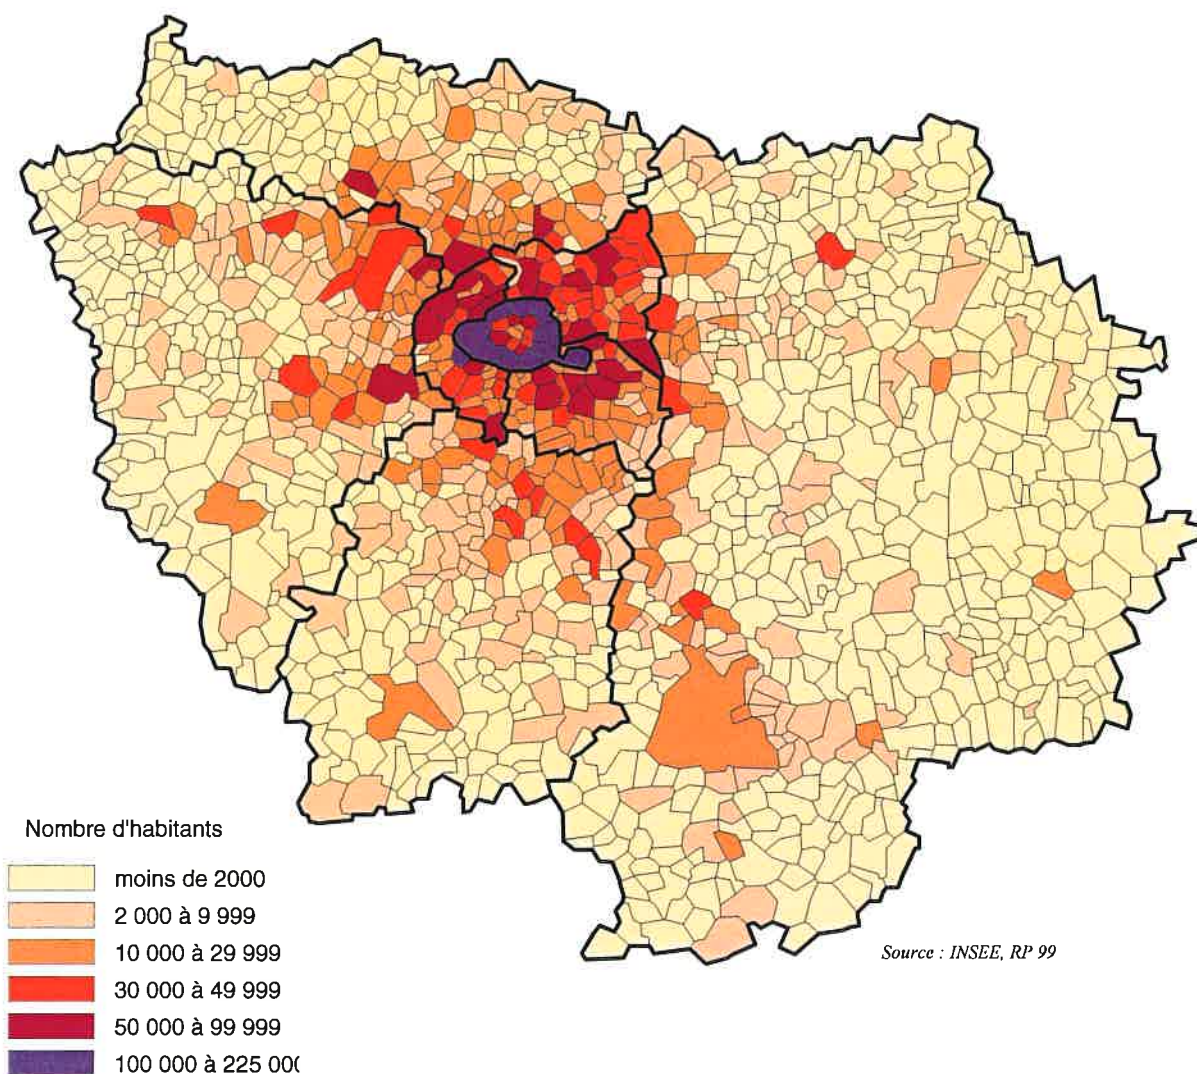 Nombre d'habitants
moins de 2000
2 000 à 9 999
10 000 à 29 999
30 000 à 49 999
50 000 à 99 999
100 000 à 225 00(
Source : INSEE, RP 99